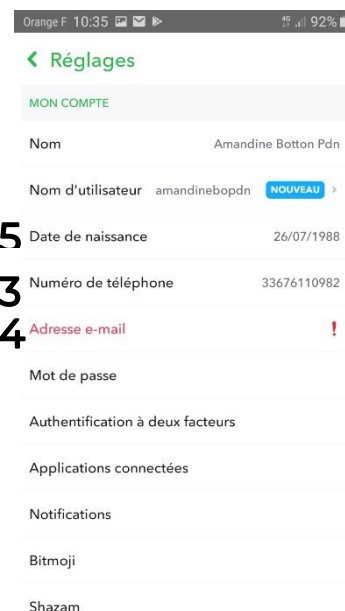 Orange F 10:35 4G 92%
Réglages
MON COMPTE
Nom Amandine Botton Pdn
Nom d'utilisateur amandinebopdn NOUVEAU
5 Date de naissance 26/07/1988
3 Numéro de téléphone 33676110982
4 Adresse e-mail !
Mot de passe
Authentification à deux facteurs
Applications connectées
Notifications
Bitmoji
Shazam